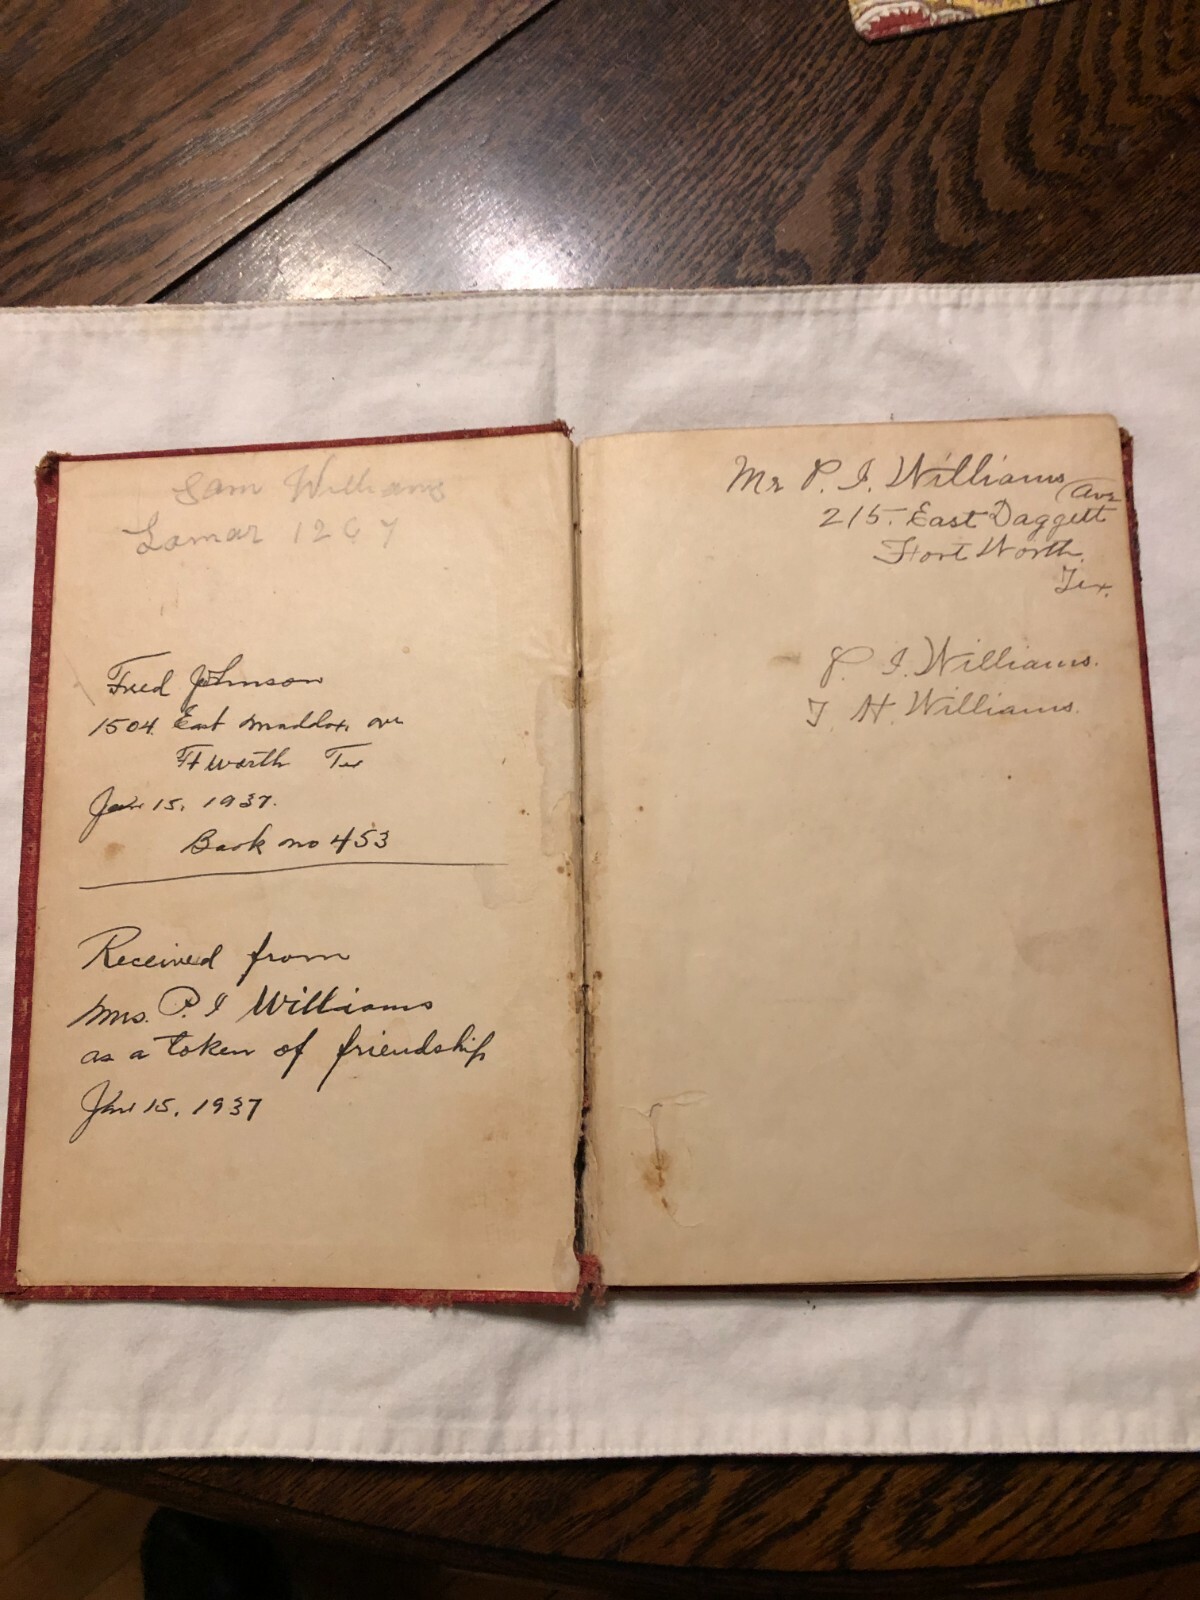 Sam Williams
Lamar 1267
Fred Johnson
1504 East Maddox, ave
Ft Worth Tex
Jan 15, 1937.
Book no 453
Received from
Mrs. P. I Williams
as a token of friendship
Jan 15, 1937
Mr P. I. Williams
215. East Daggett Ave
Fort Worth.
Tex.
P. I. Williams.
T. H. Williams.